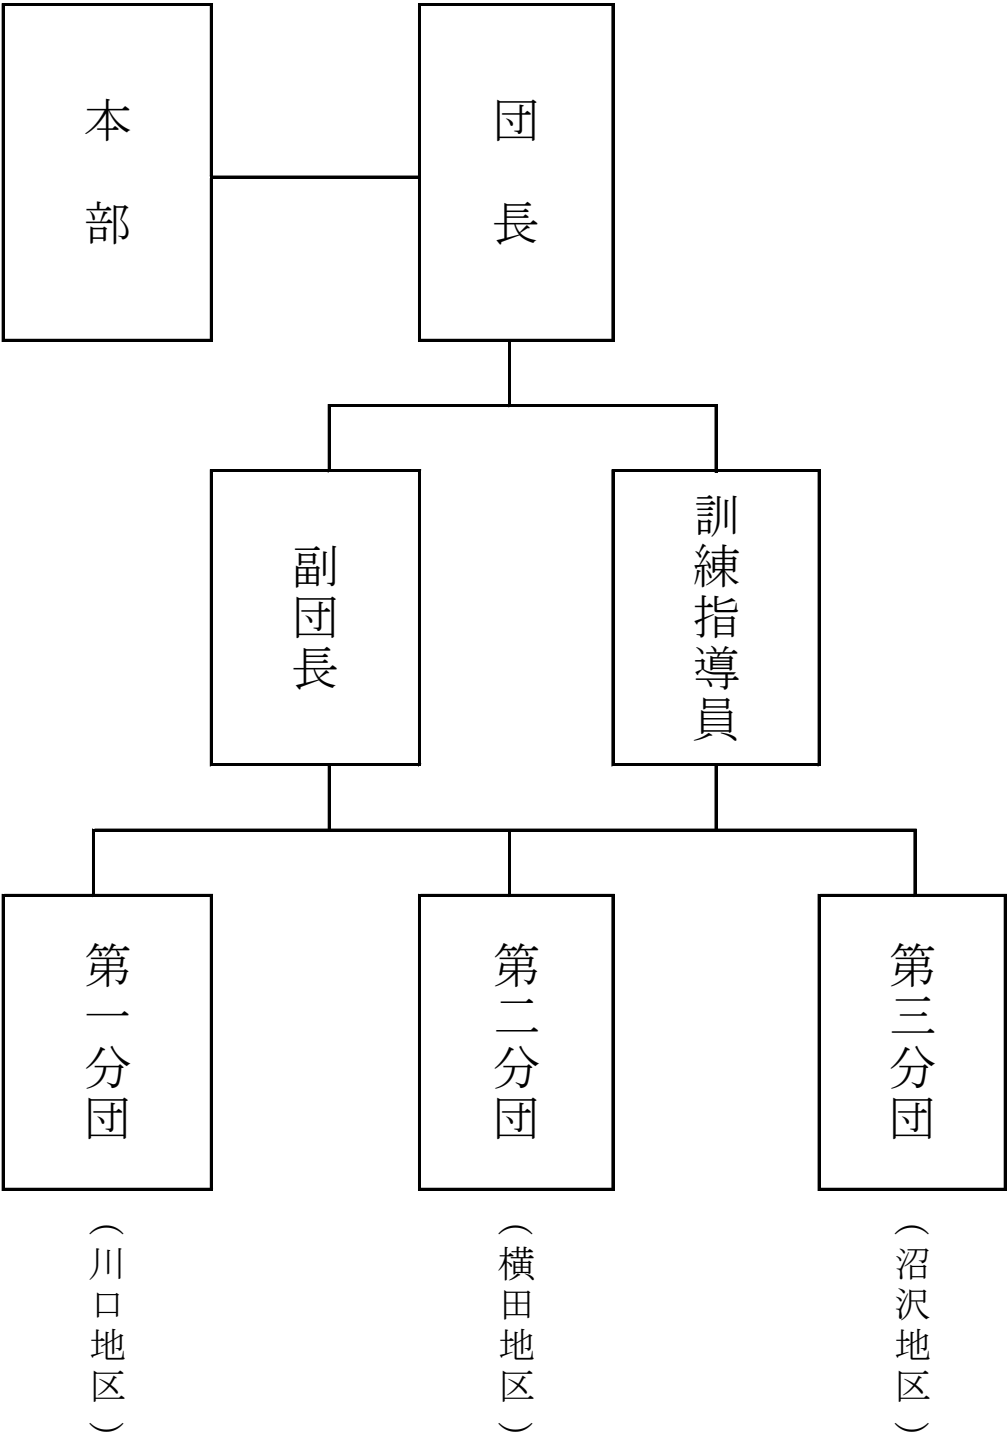 本部
団長
副団長
訓練指導員
第一分団
第二分団
第三分団
（川口地区）
（横田地区）
（沼沢地区）